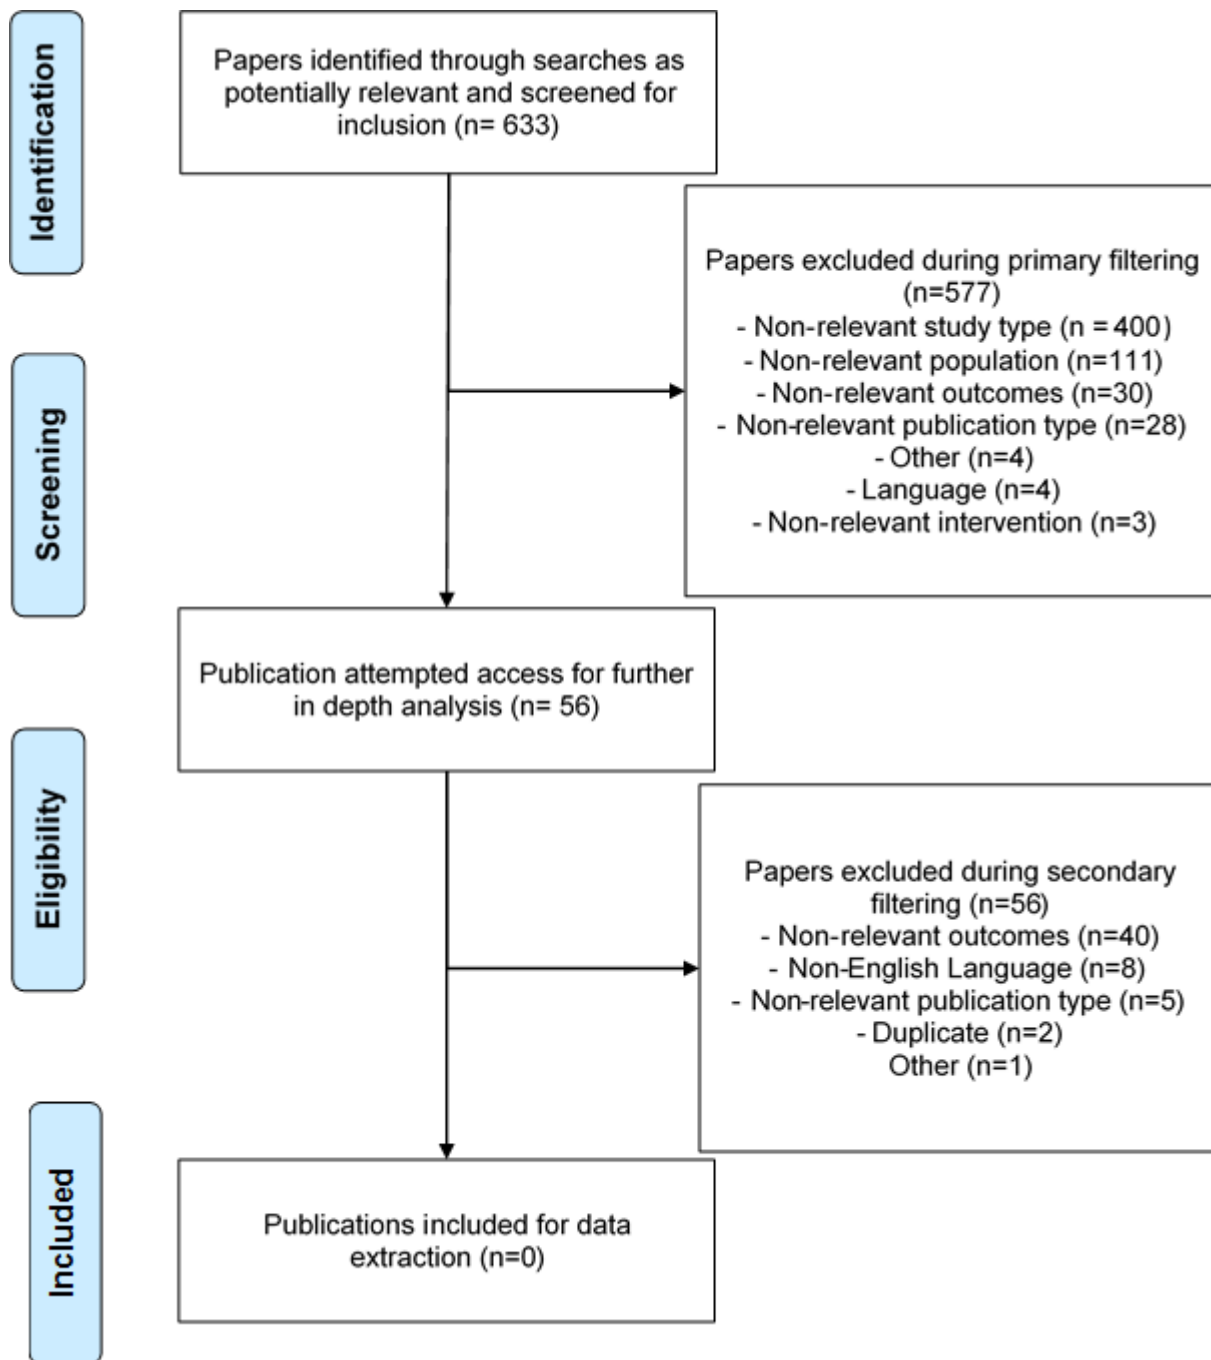 Identification
Papers identified through searches as
potentially relevant and screened for
inclusion (n= 633)
Papers excluded during primary filtering
(n=577)
- Non-relevant study type (n = 400)
- Non-relevant population (n=111)
- Non-relevant outcomes (n=30)
- Non-relevant publication type (n=28)
- Other (n=4)
- Language (n=4)
- Non-relevant intervention (n=3)
Screening
Publication attempted access for further
in depth analysis (n= 56)
Eligibility
Papers excluded during secondary
filtering (n=56)
- Non-relevant outcomes (n=40)
- Non-English Language (n=8)
- Non-relevant publication type (n=5)
- Duplicate (n=2)
Other (n=1)
Included
Publications included for data
extraction (n=0)